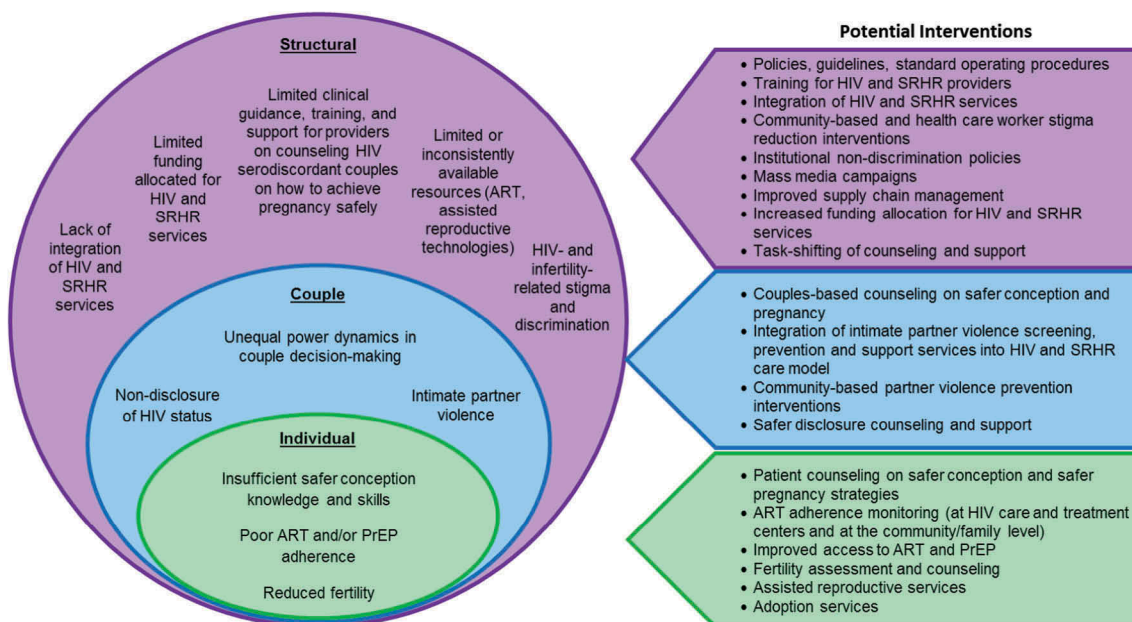 Structural
Limited clinical
guidance, training, and
support for providers
on counseling HIV
serodiscordant couples
on how to achieve
pregnancy safely
Limited
funding
allocated for
HIV and
SRHR
services
Limited or
inconsistently
available
resources (ART,
assisted
reproductive
technologies)
Lack of
integration
of HIV and
SRHR
services
HIV- and
infertility-
related stigma
and
discrimination
Couple
Unequal power dynamics in
couple decision-making
Non-disclosure
of HIV status
Intimate partner
violence
Individual
Insufficient safer conception
knowledge and skills
Poor ART and/or PrEP
adherence
Reduced fertility
Potential Interventions
• Policies, guidelines, standard operating procedures
• Training for HIV and SRHR providers
• Integration of HIV and SRHR services
• Community-based and health care worker stigma
reduction interventions
• Institutional non-discrimination policies
• Mass media campaigns
• Improved supply chain management
• Increased funding allocation for HIV and SRHR
services
• Task-shifting of counseling and support
• Couples-based counseling on safer conception and
pregnancy
• Integration of intimate partner violence screening,
prevention and support services into HIV and SRHR
care model
• Community-based partner violence prevention
interventions
• Safer disclosure counseling and support
• Patient counseling on safer conception and safer
pregnancy strategies
• ART adherence monitoring (at HIV care and treatment
centers and at the community/family level)
• Improved access to ART and PrEP
• Fertility assessment and counseling
• Assisted reproductive services
• Adoption services